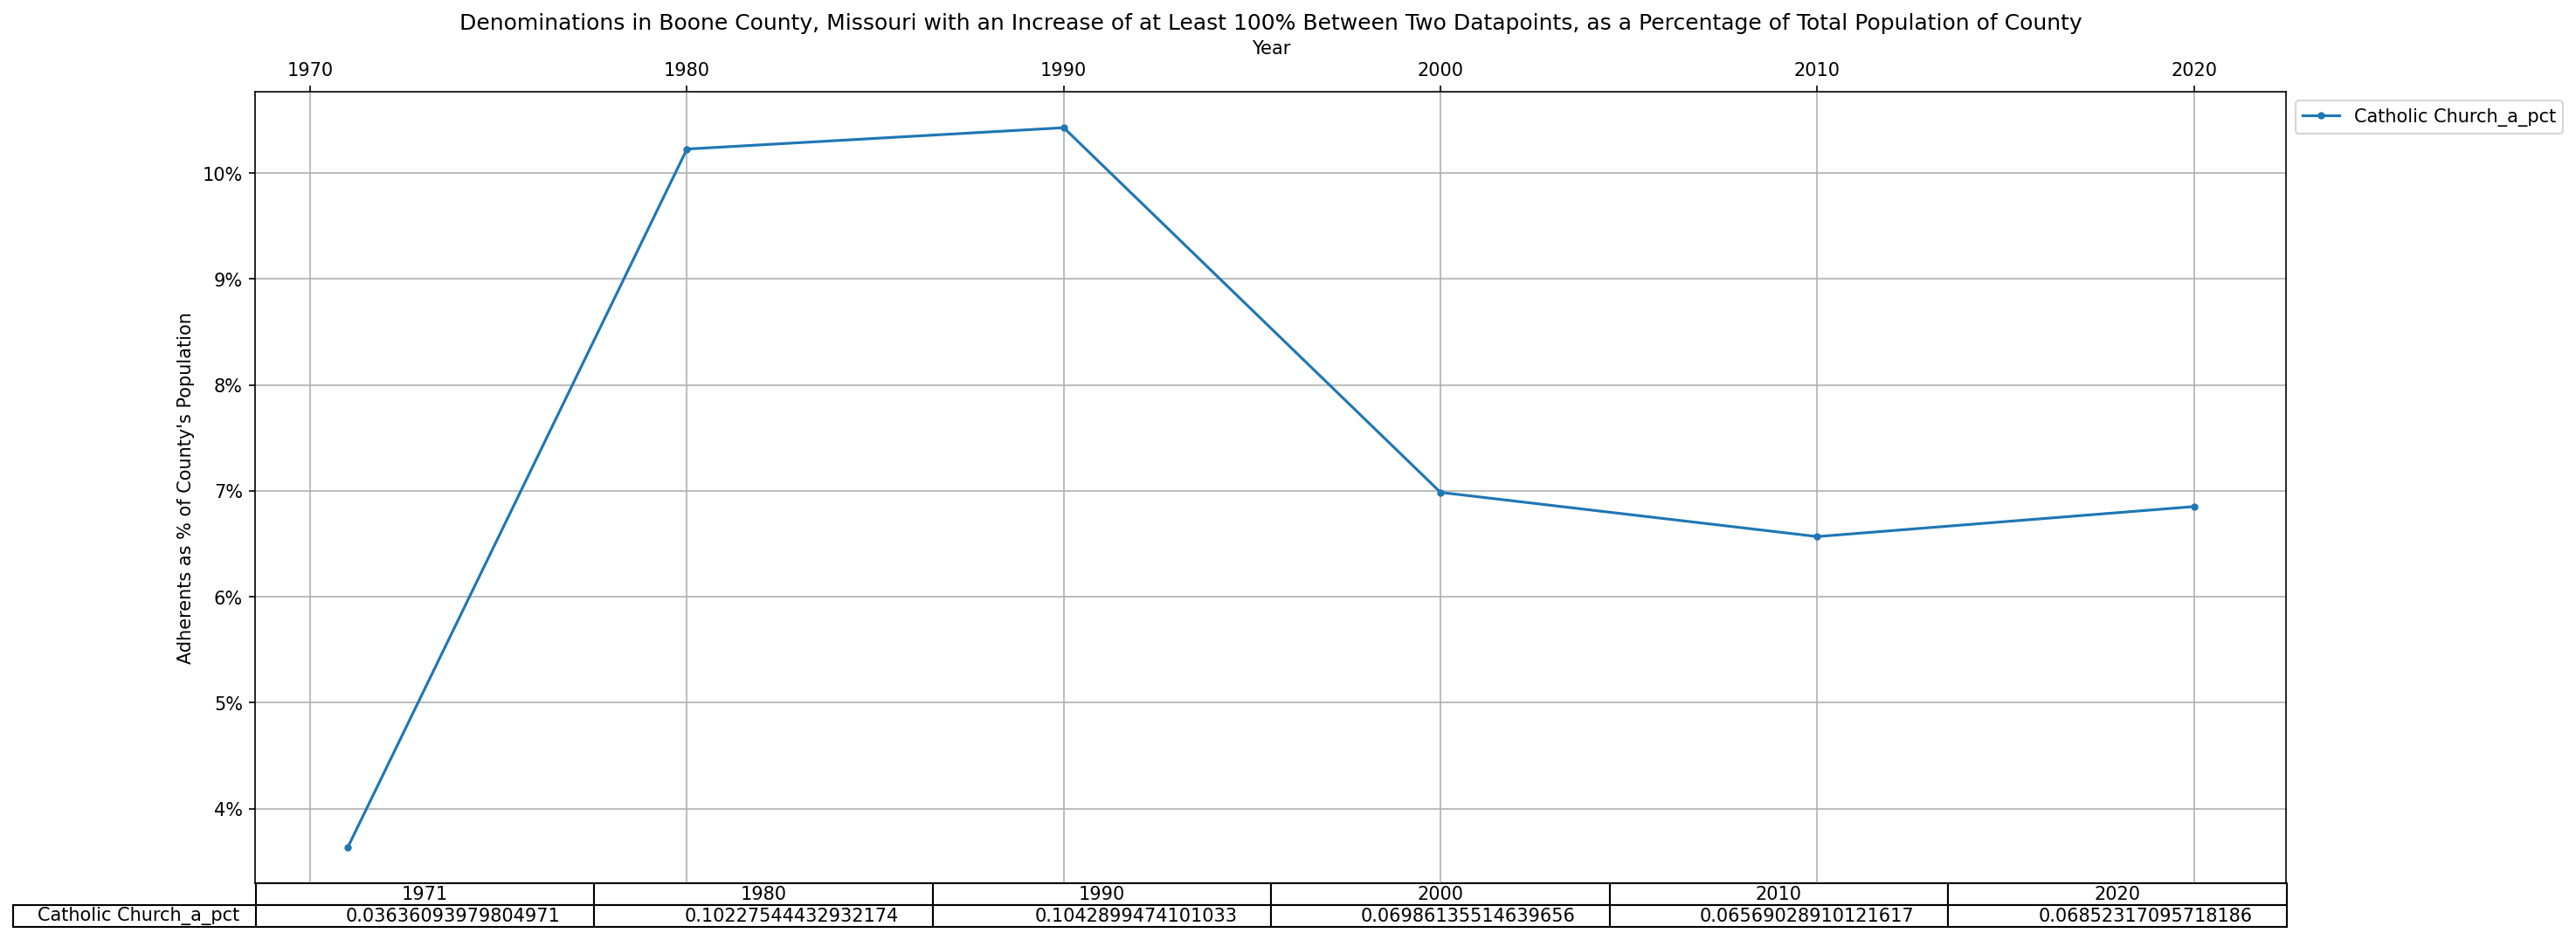 Denominations in Boone County, Missouri with an Increase of at Least 100% Between Two Datapoints, as a Percentage of Total Population of County
Year
1970 1980 1990 2000 2010 2020
Catholic Church_a_pct
10%
9%
8%
7%
6%
5%
4%
Adherents as % of County's Population
1971 1980 1990 2000 2010 2020
Catholic Church_a_pct 0.03636093979804971 0.10227544432932174 0.1042899474101033 0.06986135514639656 0.06569028910121617 0.06852317095718186